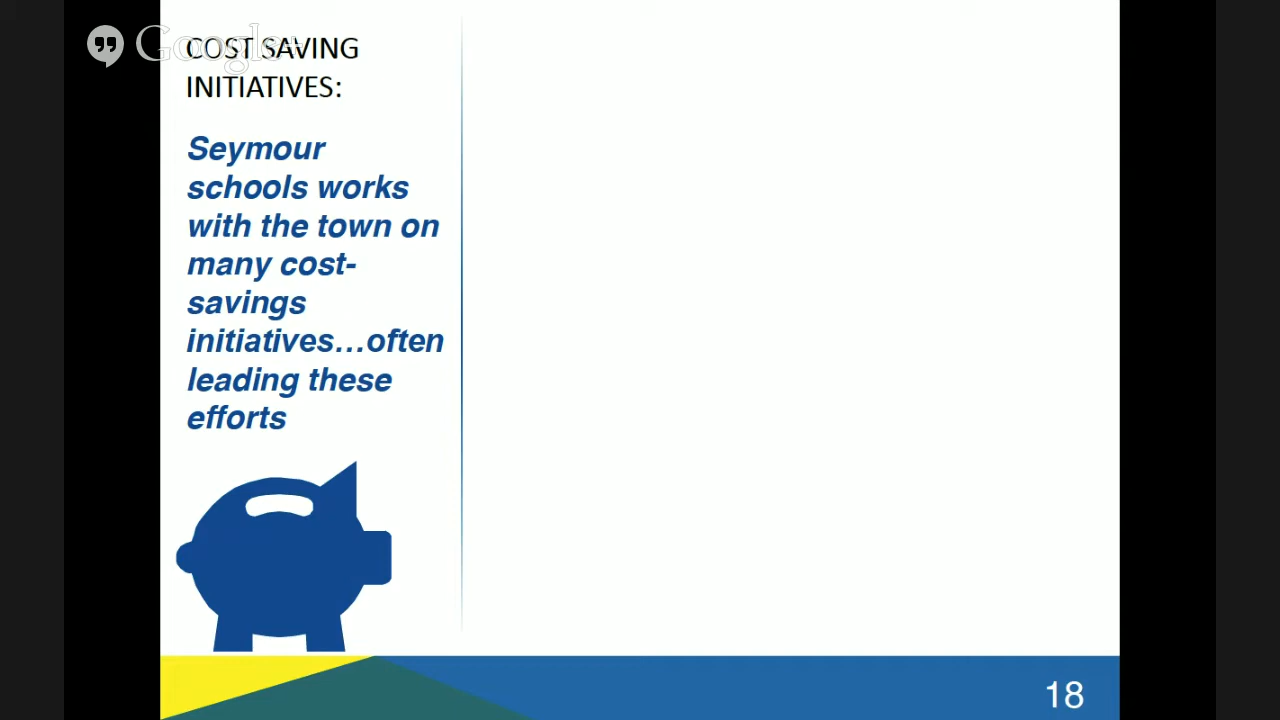 Google+
COST SAVING
INITIATIVES:
Seymour
schools works
with the town on
many cost-
savings
initiatives…often
leading these
efforts
18